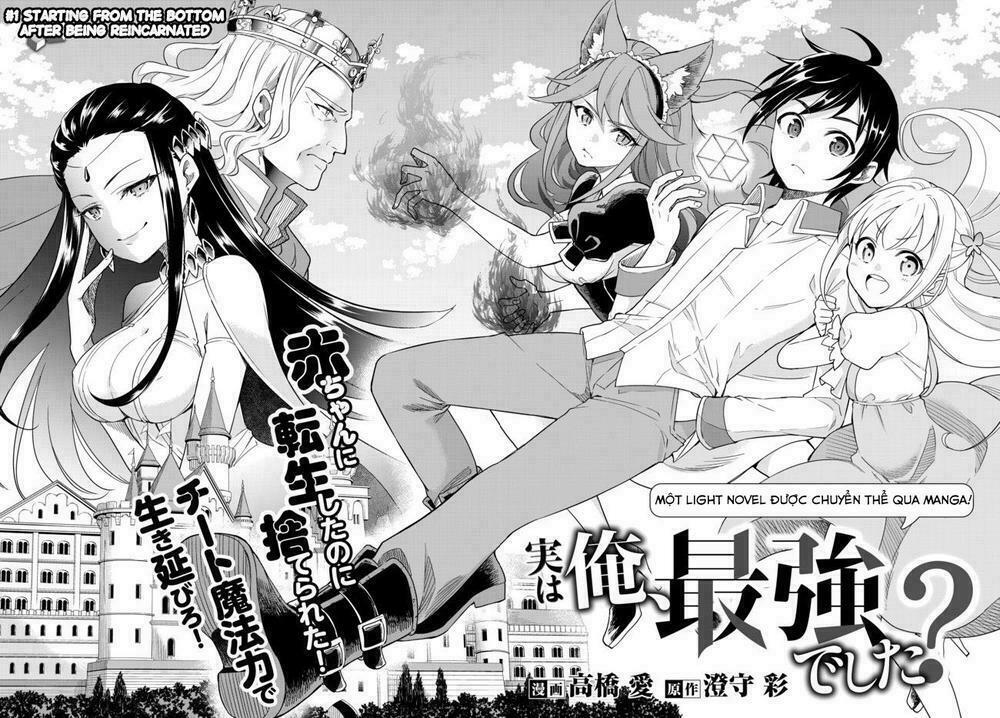 #1 STARTING FROM THE BOTTOM
AFTER BEING REINCARNATED
赤ちゃんに
転生したのに
捨てられた！
チート魔法力で
生き延びろ！
MỘT LIGHT NOVEL ĐƯỢC CHUYỂN THỂ QUA MANGA!
実は俺、最強でした？
漫画 高橋 愛 原作 澄守 彩